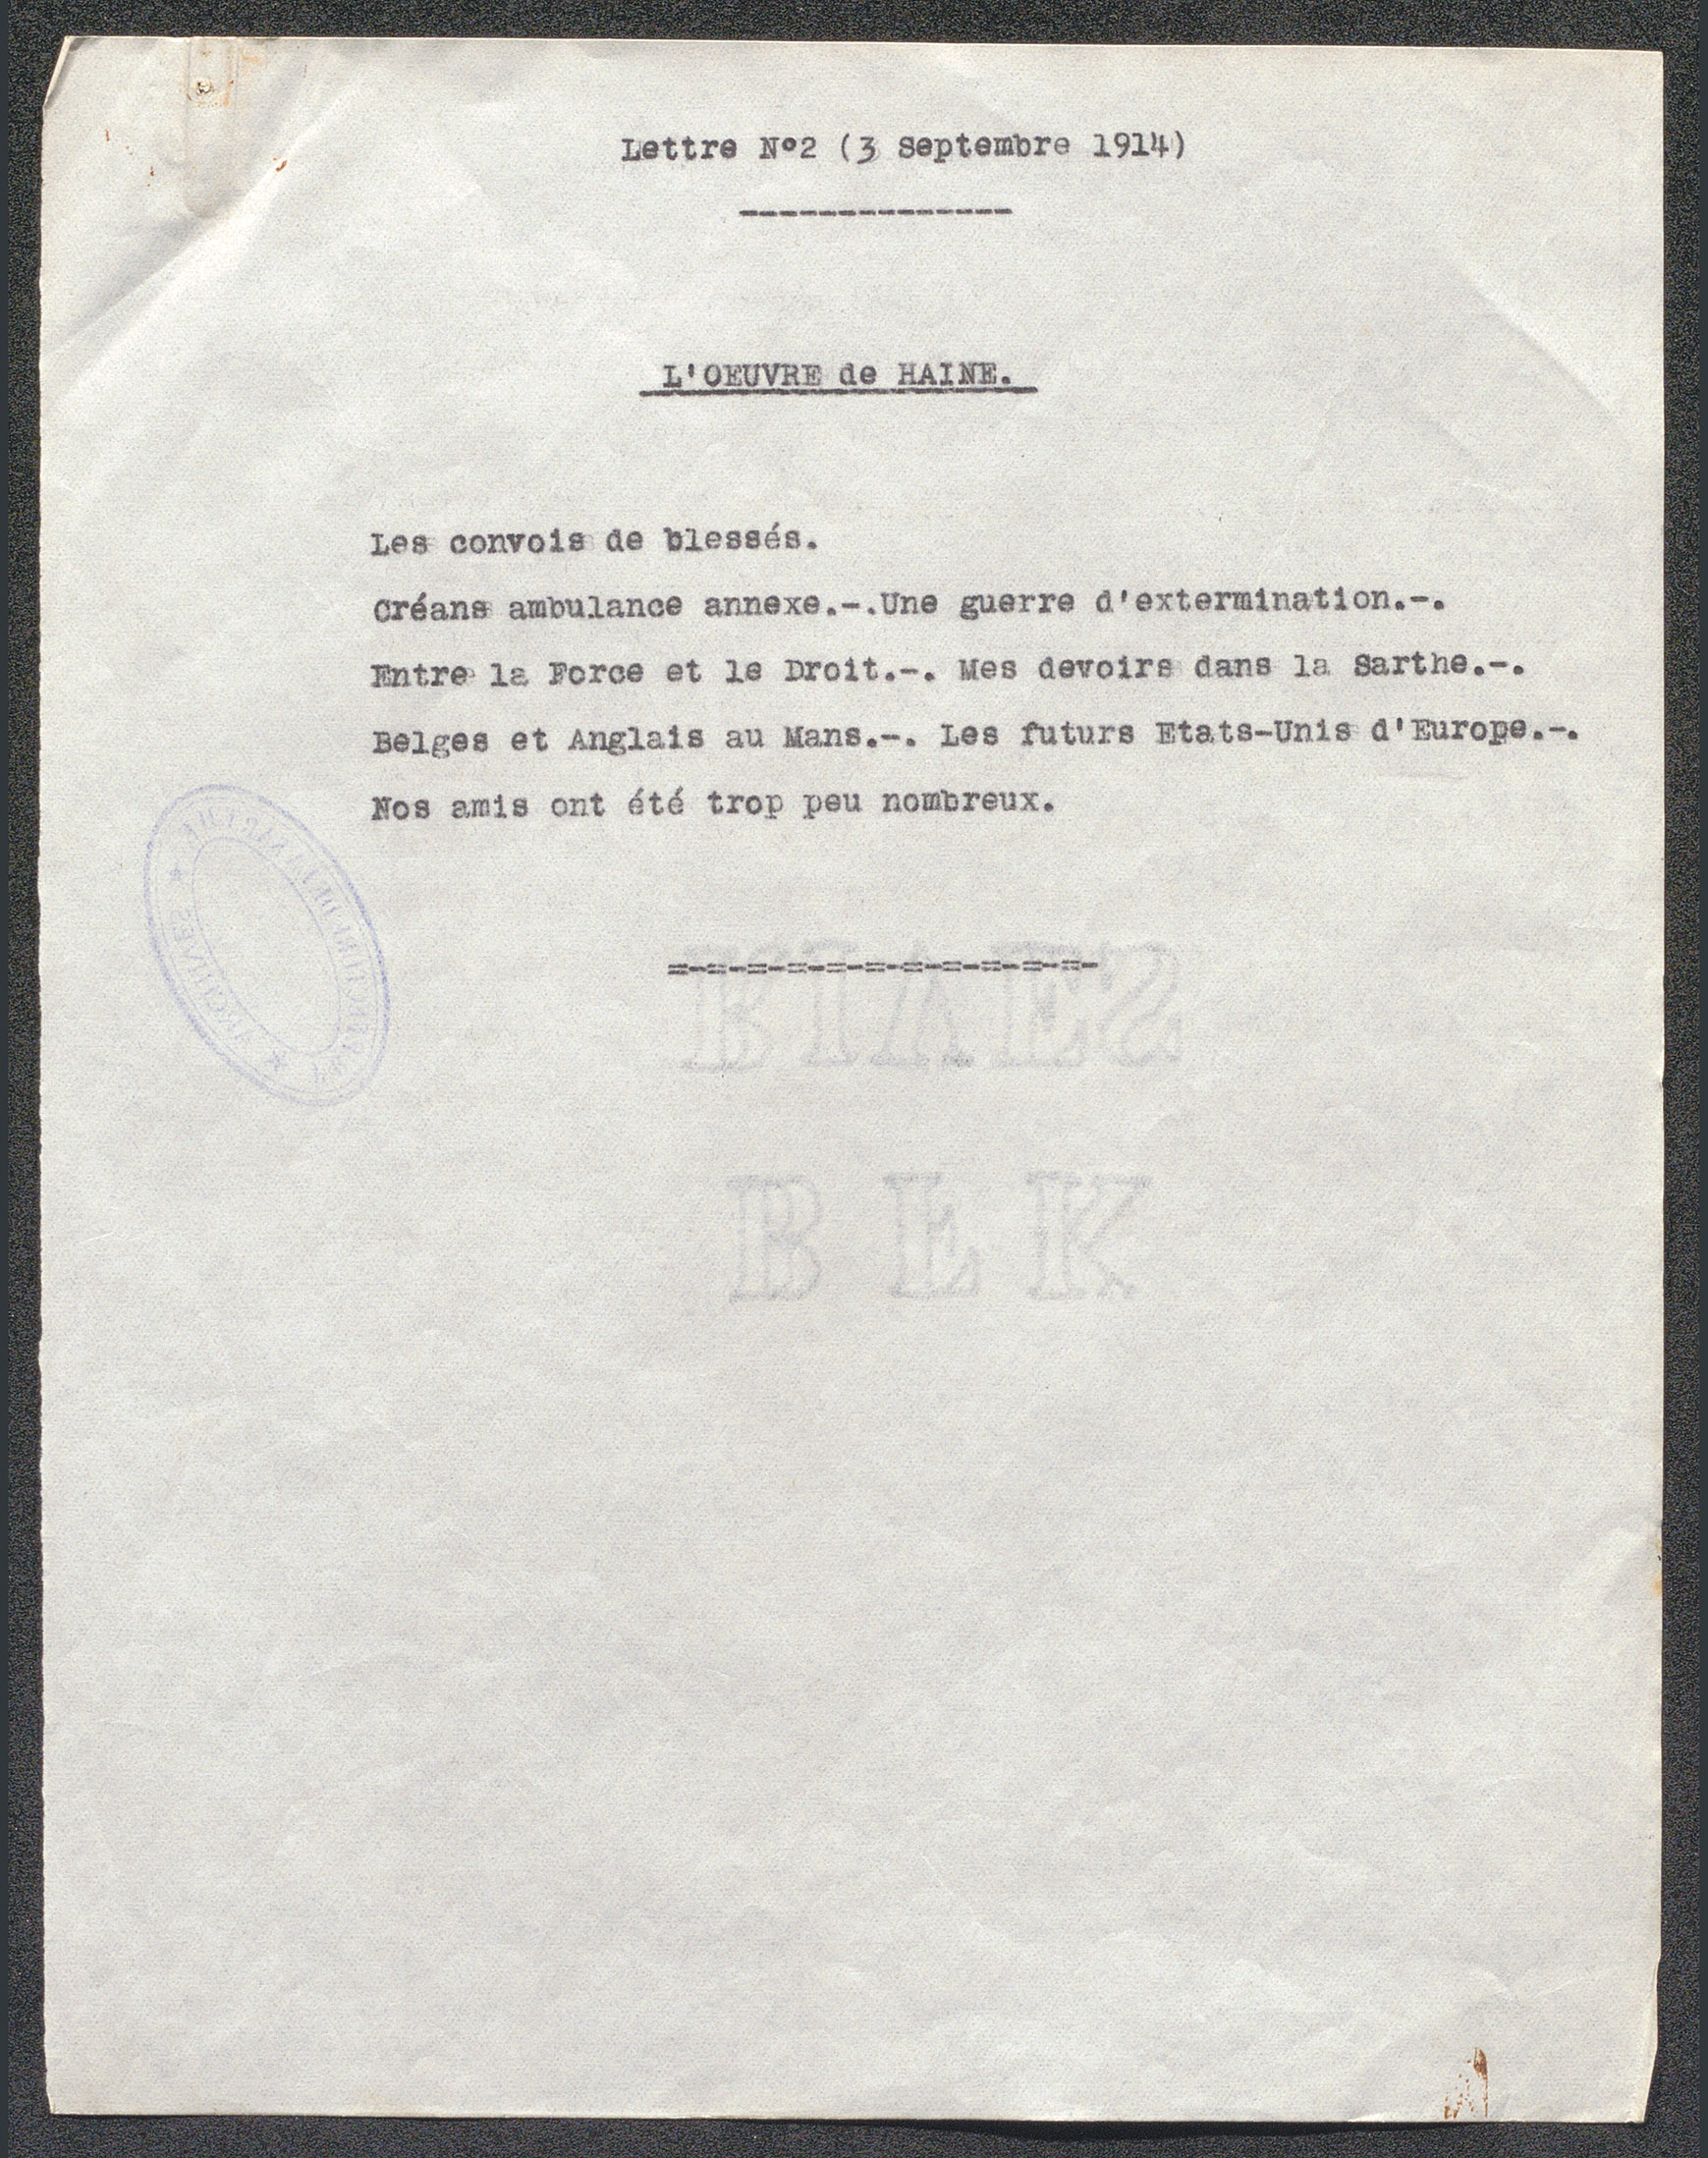 Lettre N°2 (3 Septembre 1914)
L'OEUVRE de HAINE.
Les convois de blessés.
Créans ambulance annexe.-.Une guerre d'extermination.-.
Entre la Force et le Droit.-. Mes devoirs dans la Sarthe.-.
Belges et Anglais au Mans.-. Les futurs Etats-Unis d'Europe.-.
Nos amis ont été trop peu nombreux.
=-=-=-=-=-=-=-=-=-=-=-
ARCHIVES